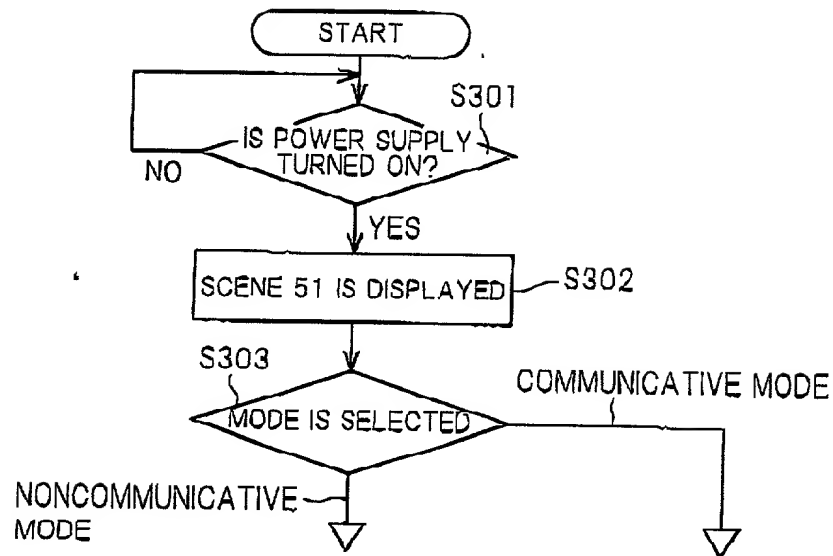 START
S301
IS POWER SUPPLY
TURNED ON?
NO
YES
SCENE 51 IS DISPLAYED
S302
S303
MODE IS SELECTED
COMMUNICATIVE MODE
NONCOMMUNICATIVE
MODE